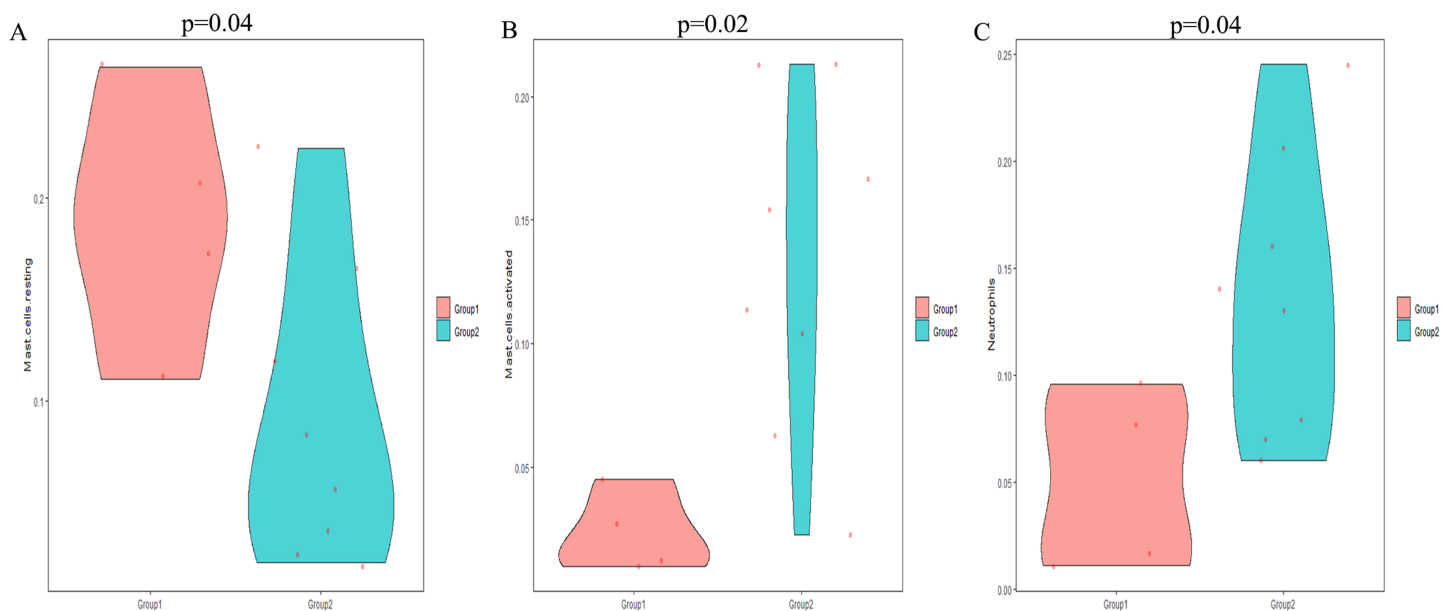 A
p=0.04
Mast.cells.resting
0.2
0.1
Group1
Group2
Group1
Group2
B
p=0.02
Mast.cells.activated
0.20
0.15
0.10
0.05
0.00
Group1
Group2
Group1
Group2
C
p=0.04
Neutrophils
0.25
0.20
0.15
0.10
0.05
0.00
Group1
Group2
Group1
Group2